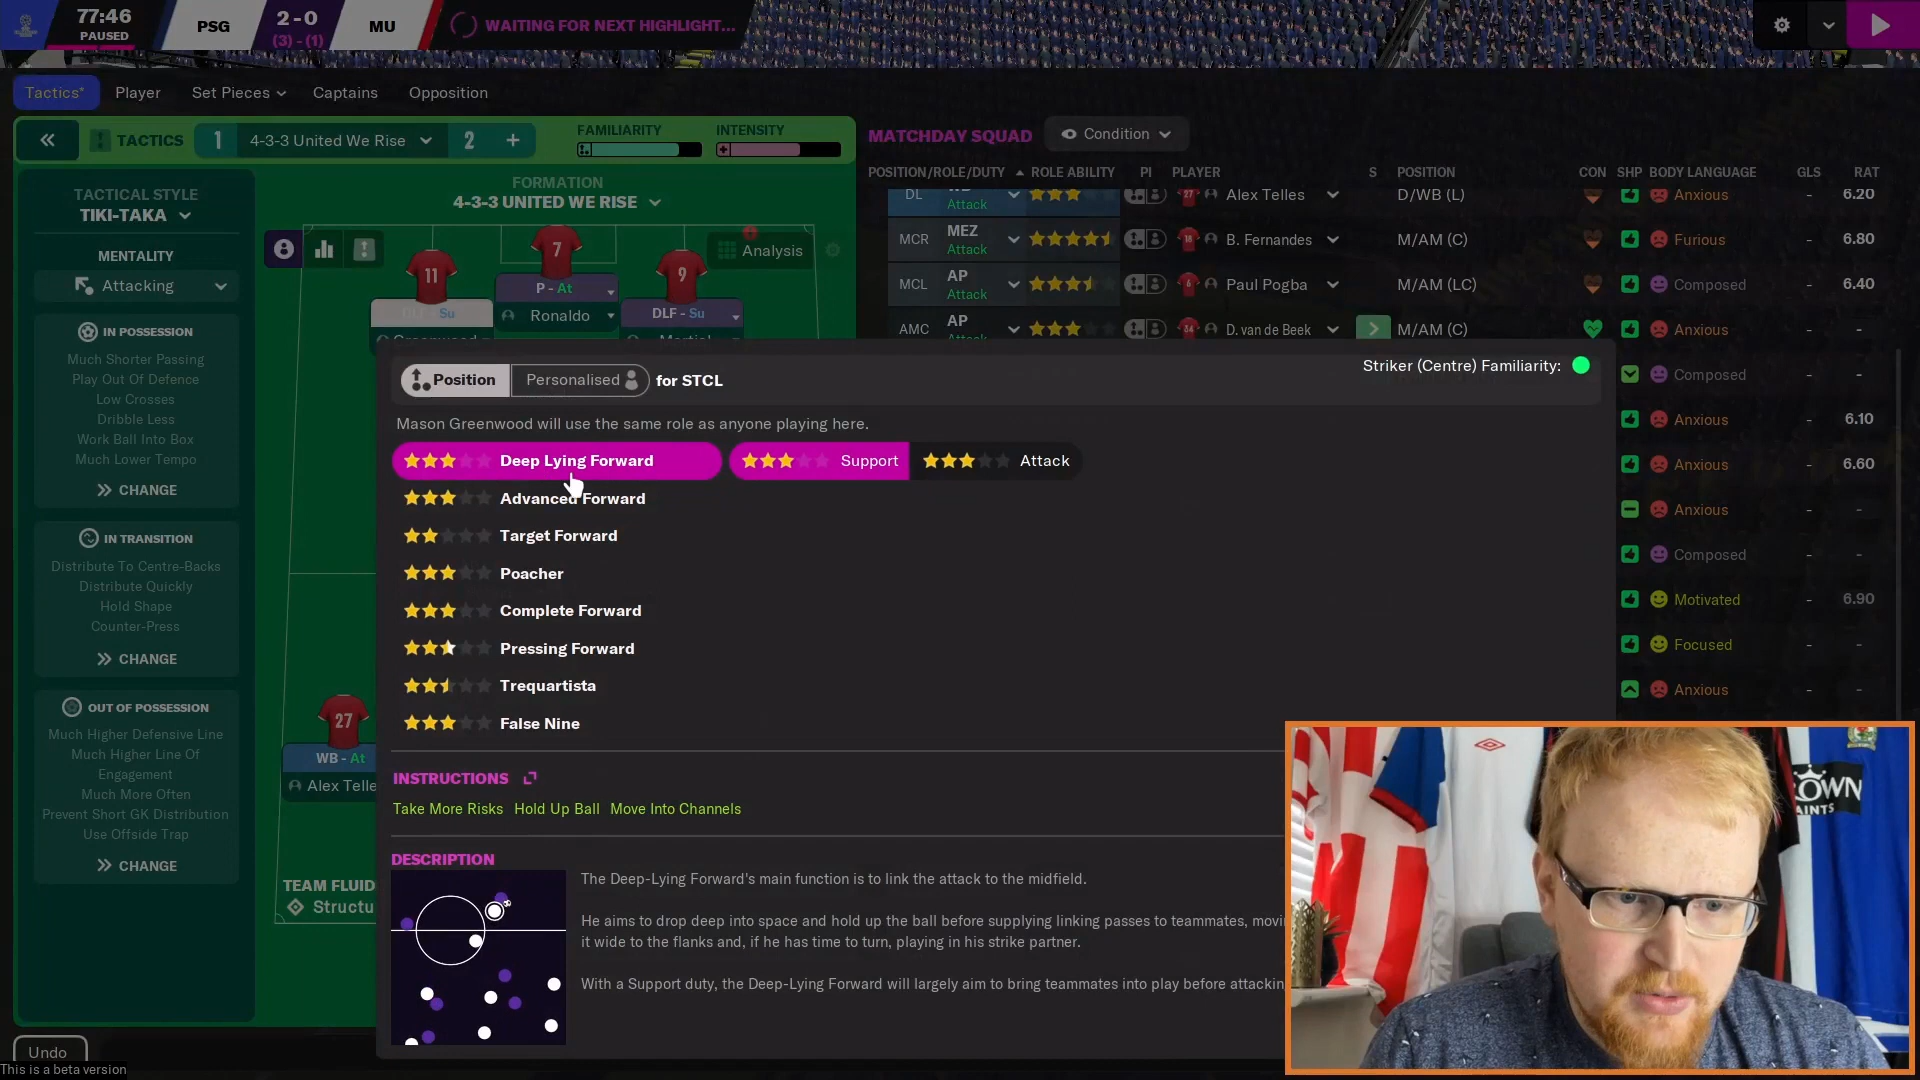 77:46
PAUSED
PSG
2 - 0
(3) - (1)
MU
WAITING FOR NEXT HIGHLIGHT...
Tactics*
Player
Set Pieces
Captains
Opposition
TACTICS
1
4-3-3 United We Rise
2
+
FAMILIARITY
INTENSITY
TACTICAL STYLE
TIKI-TAKA
MENTALITY
Attacking
IN POSSESSION
Much Shorter Passing
Play Out Of Defence
Low Crosses
Dribble Less
Work Ball Into Box
Much Lower Tempo
CHANGE
IN TRANSITION
Distribute To Centre-Backs
Distribute Quickly
Hold Shape
Counter-Press
CHANGE
OUT OF POSSESSION
Much Higher Defensive Line
Much Higher Line Of
Engagement
Much More Often
Prevent Short GK Distribution
Use Offside Trap
CHANGE
Undo
This is a beta version
FORMATION
4-3-3 UNITED WE RISE
Analysis
11
7
9
P - At
Ronaldo
Su
DLF - Su
27
WB - At
Alex Telle
TEAM FLUID
Structu
MATCHDAY SQUAD
Condition
POSITION/ROLE/DUTY
ROLE ABILITY
PI
PLAYER
S
POSITION
CON
SHP
BODY LANGUAGE
GLS
RAT
DL
Attack
27
Alex Telles
D/WB (L)
Anxious
-
6.20
MCR
MEZ
Attack
18
B. Fernandes
M/AM (C)
Furious
-
6.80
MCL
AP
Attack
6
Paul Pogba
M/AM (LC)
Composed
-
6.40
AMC
AP
Attack
34
D. van de Beek
M/AM (C)
Anxious
-
-
Composed
-
-
Anxious
-
6.10
Anxious
-
6.60
Anxious
-
-
Composed
-
-
Motivated
-
6.90
Focused
-
-
Anxious
-
-
Position
Personalised
for STCL
Striker (Centre) Familiarity:
Mason Greenwood will use the same role as anyone playing here.
Deep Lying Forward
Support
Attack
Advanced Forward
Target Forward
Poacher
Complete Forward
Pressing Forward
Trequartista
False Nine
INSTRUCTIONS
Take More Risks
Hold Up Ball
Move Into Channels
DESCRIPTION
The Deep-Lying Forward's main function is to link the attack to the midfield.
He aims to drop deep into space and hold up the ball before supplying linking passes to teammates, movi
it wide to the flanks and, if he has time to turn, playing in his strike partner.
With a Support duty, the Deep-Lying Forward will largely aim to bring teammates into play before attackin
OWN
AINTS